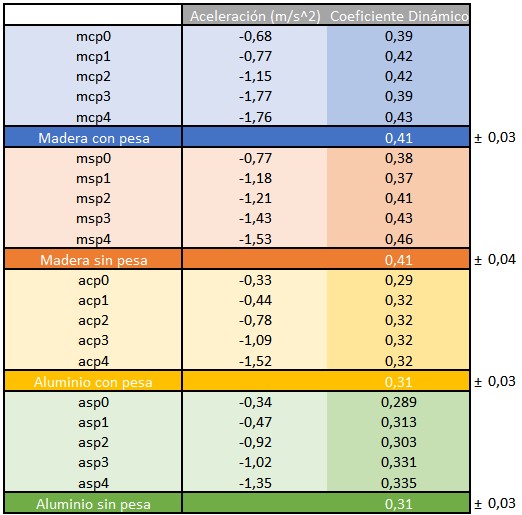 Aceleración (m/s^2) Coeficiente Dinámico
mcp0 -0,68 0,39
mcp1 -0,77 0,42
mcp2 -1,15 0,42
mcp3 -1,77 0,39
mcp4 -1,76 0,43
Madera con pesa 0,41 ± 0,03
msp0 -0,77 0,38
msp1 -1,18 0,37
msp2 -1,21 0,41
msp3 -1,43 0,43
msp4 -1,53 0,46
Madera sin pesa 0,41 ± 0,04
acp0 -0,33 0,29
acp1 -0,44 0,32
acp2 -0,78 0,32
acp3 -1,09 0,32
acp4 -1,52 0,32
Aluminio con pesa 0,31 ± 0,03
asp0 -0,34 0,289
asp1 -0,47 0,313
asp2 -0,92 0,303
asp3 -1,02 0,331
asp4 -1,35 0,335
Aluminio sin pesa 0,31 ± 0,03